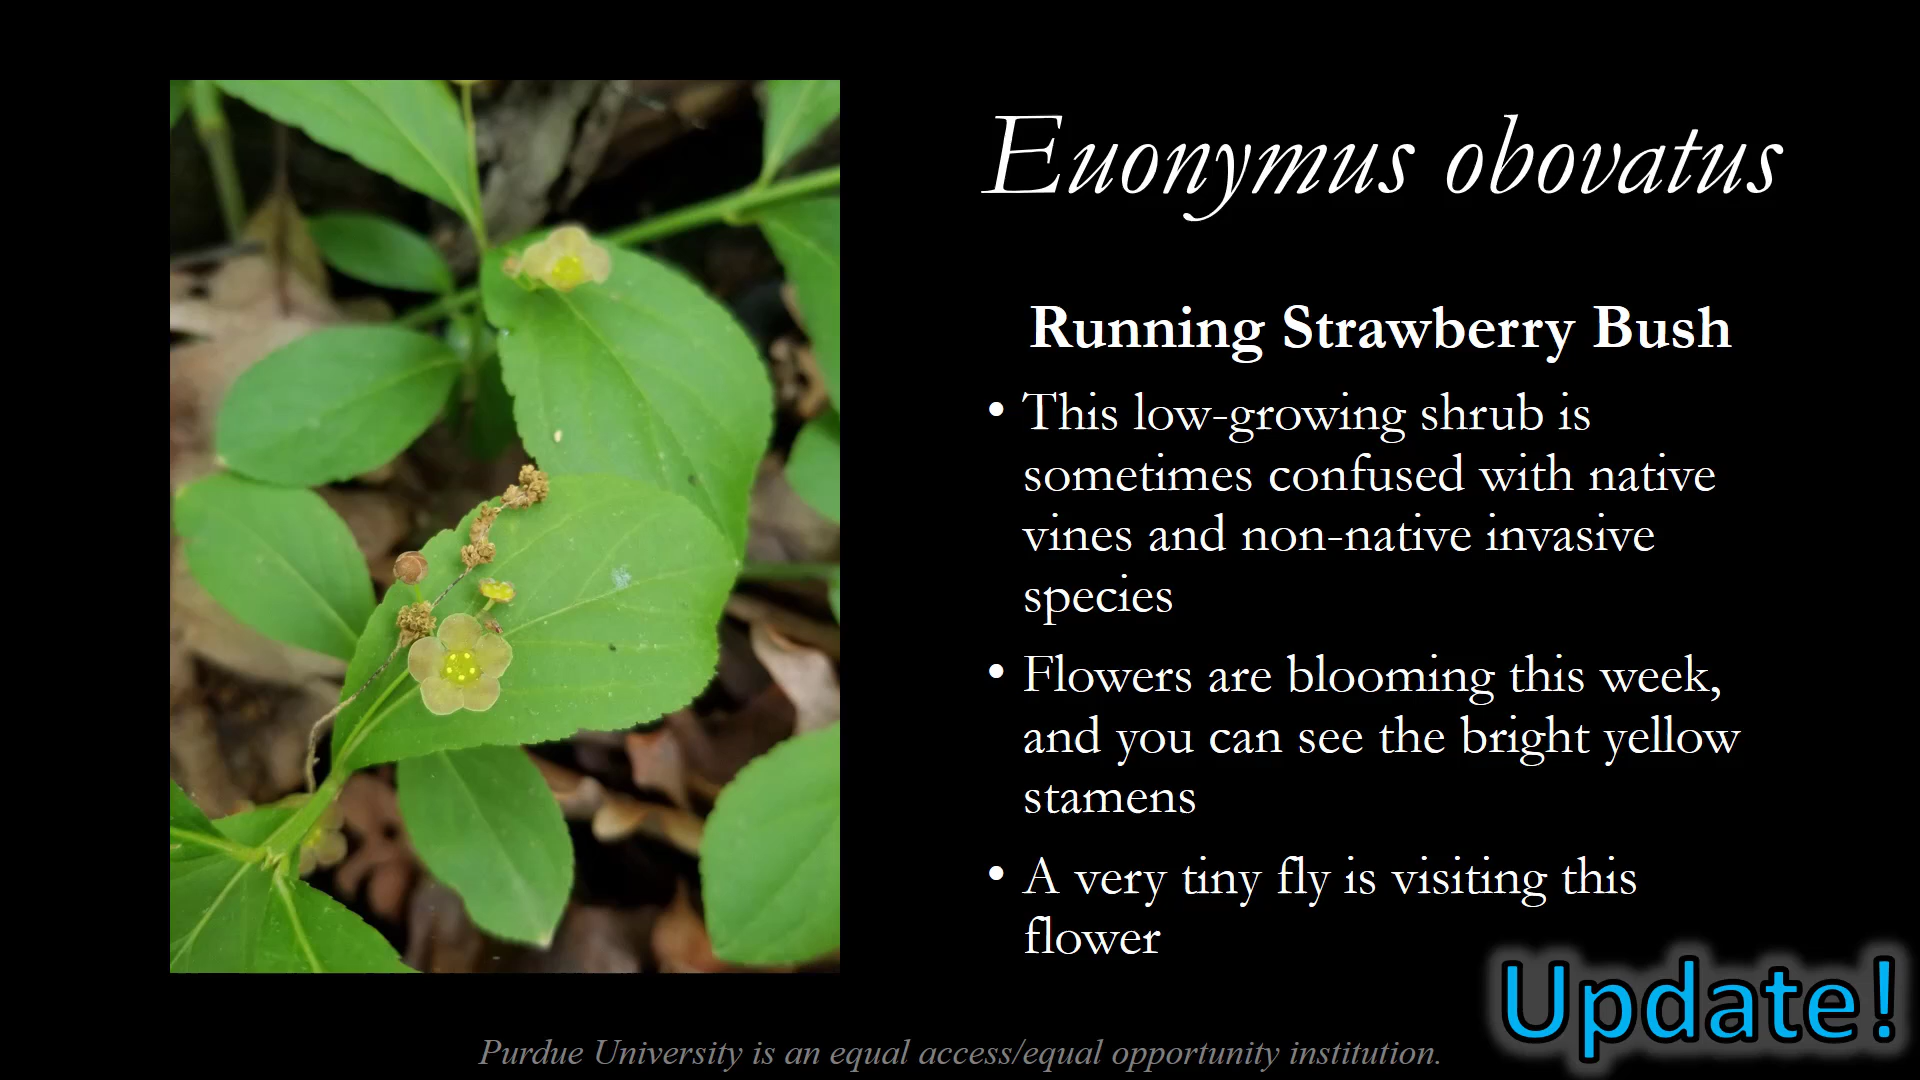 Euonymus obovatus
Running Strawberry Bush
• This low-growing shrub is
sometimes confused with native
vines and non-native invasive
species
• Flowers are blooming this week,
and you can see the bright yellow
stamens
• A very tiny fly is visiting this
flower
Update!
Purdue University is an equal access/equal opportunity institution.